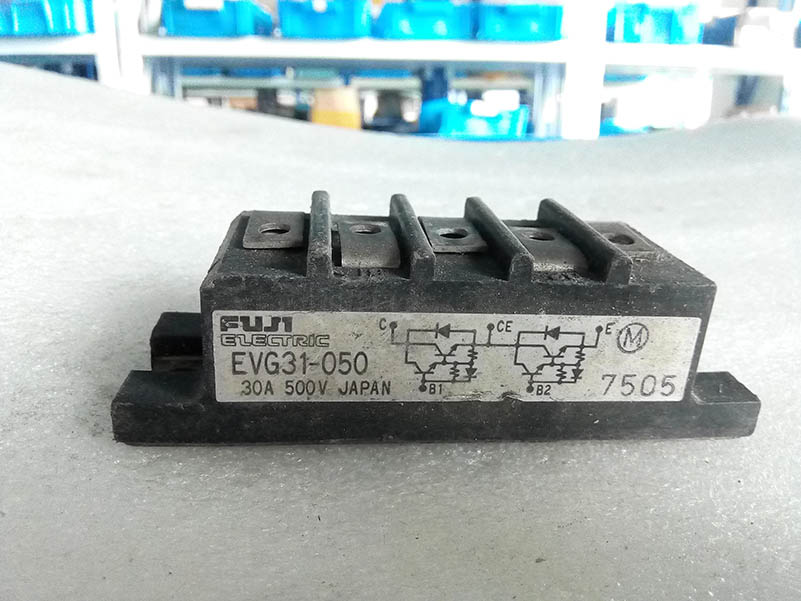 FUJI
ELECTRIC
EVG31-050
30A 500V JAPAN
C CE E
B1 B2
M
7505